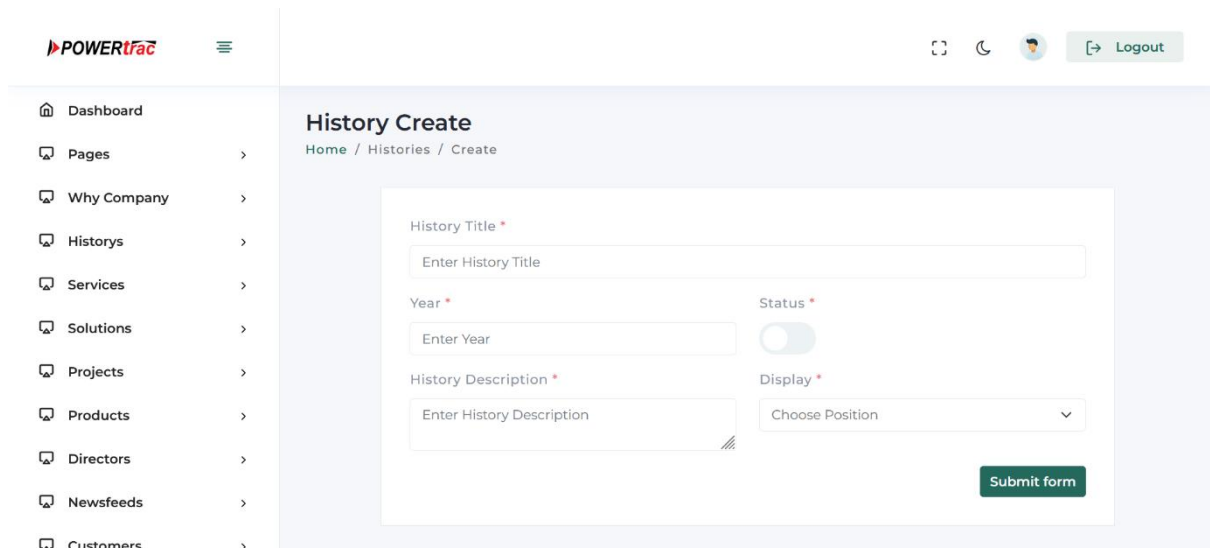 POWERtrac
Logout
Dashboard
Pages
Why Company
Historys
Services
Solutions
Projects
Products
Directors
Newsfeeds
Customers
History Create
Home / Histories / Create
History Title *
Enter History Title
Year *
Status *
Enter Year
History Description *
Display *
Enter History Description
Choose Position
Submit form